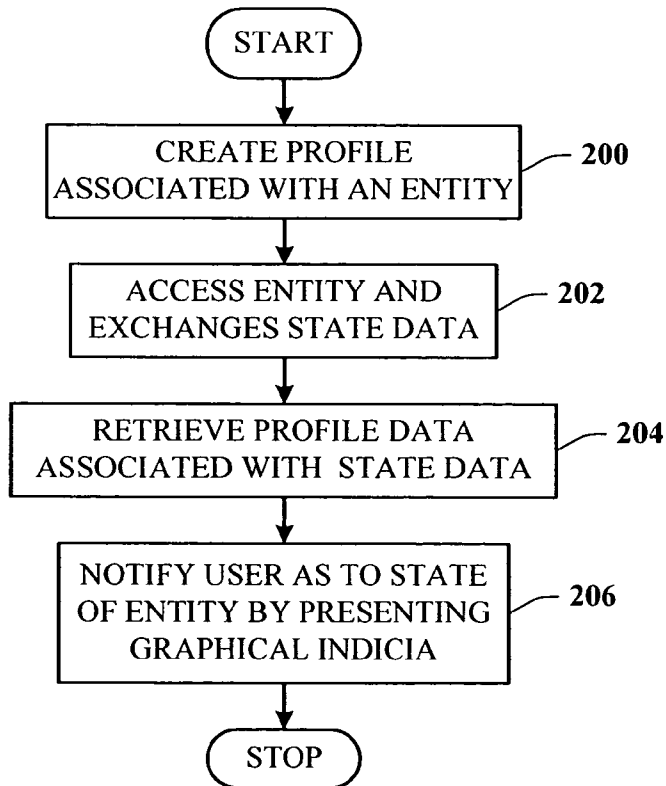 START
CREATE PROFILE
ASSOCIATED WITH AN ENTITY
200
ACCESS ENTITY AND
EXCHANGES STATE DATA
202
RETRIEVE PROFILE DATA
ASSOCIATED WITH STATE DATA
204
NOTIFY USER AS TO STATE
OF ENTITY BY PRESENTING
GRAPHICAL INDICIA
206
STOP